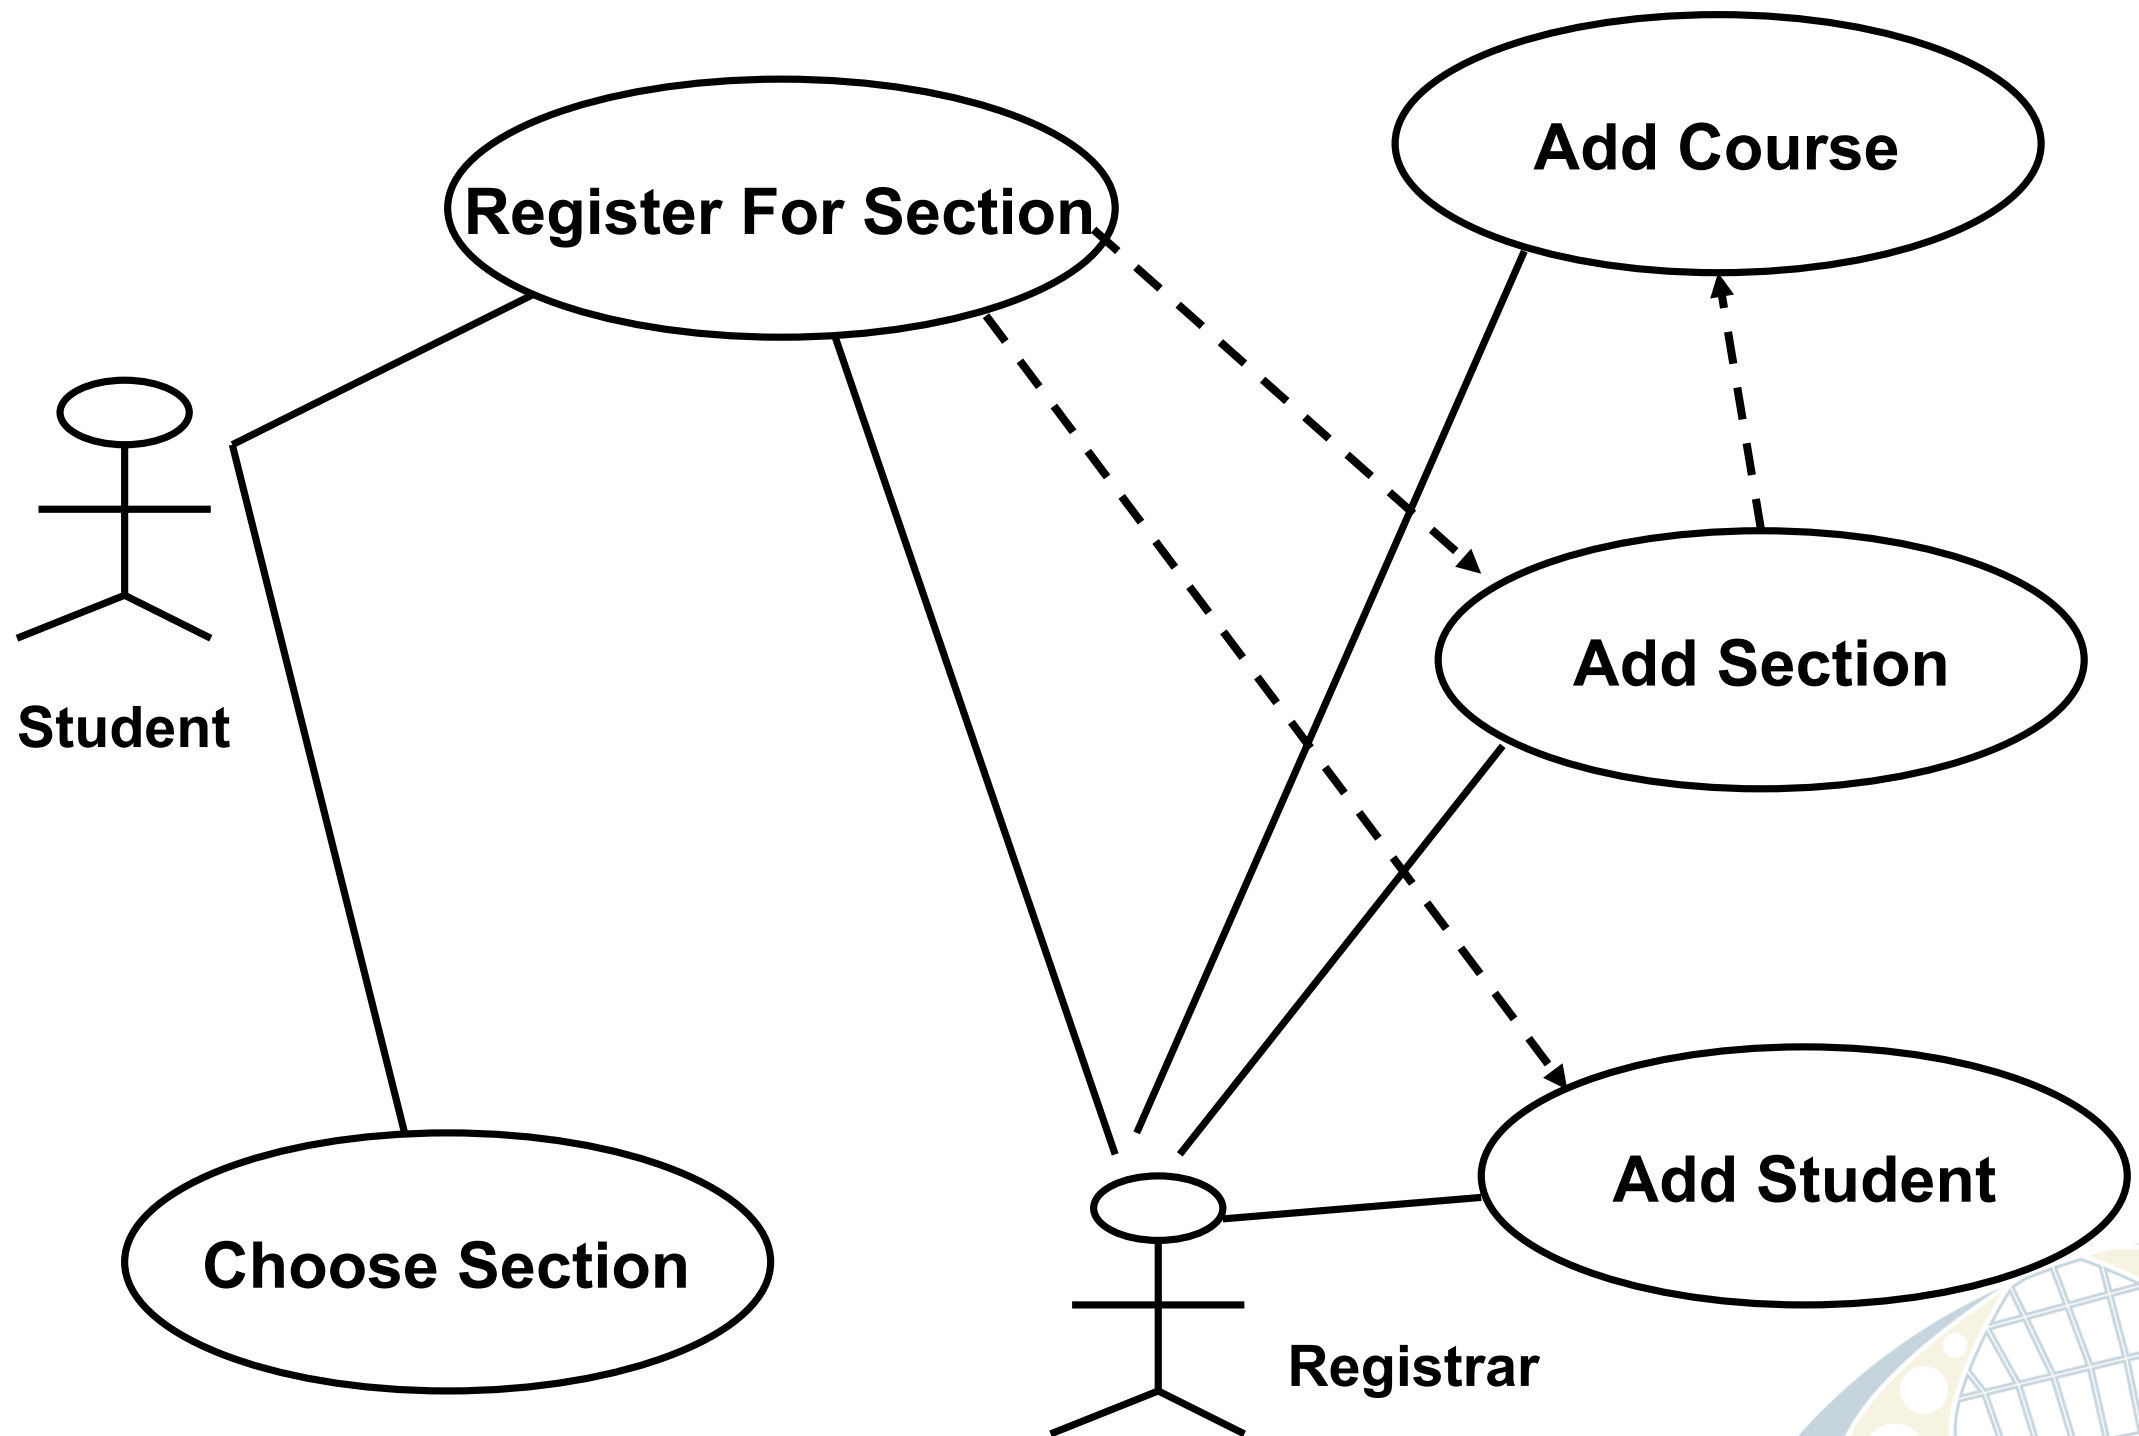 Add Course
Register For Section
Add Section
Student
Add Student
Choose Section
Registrar